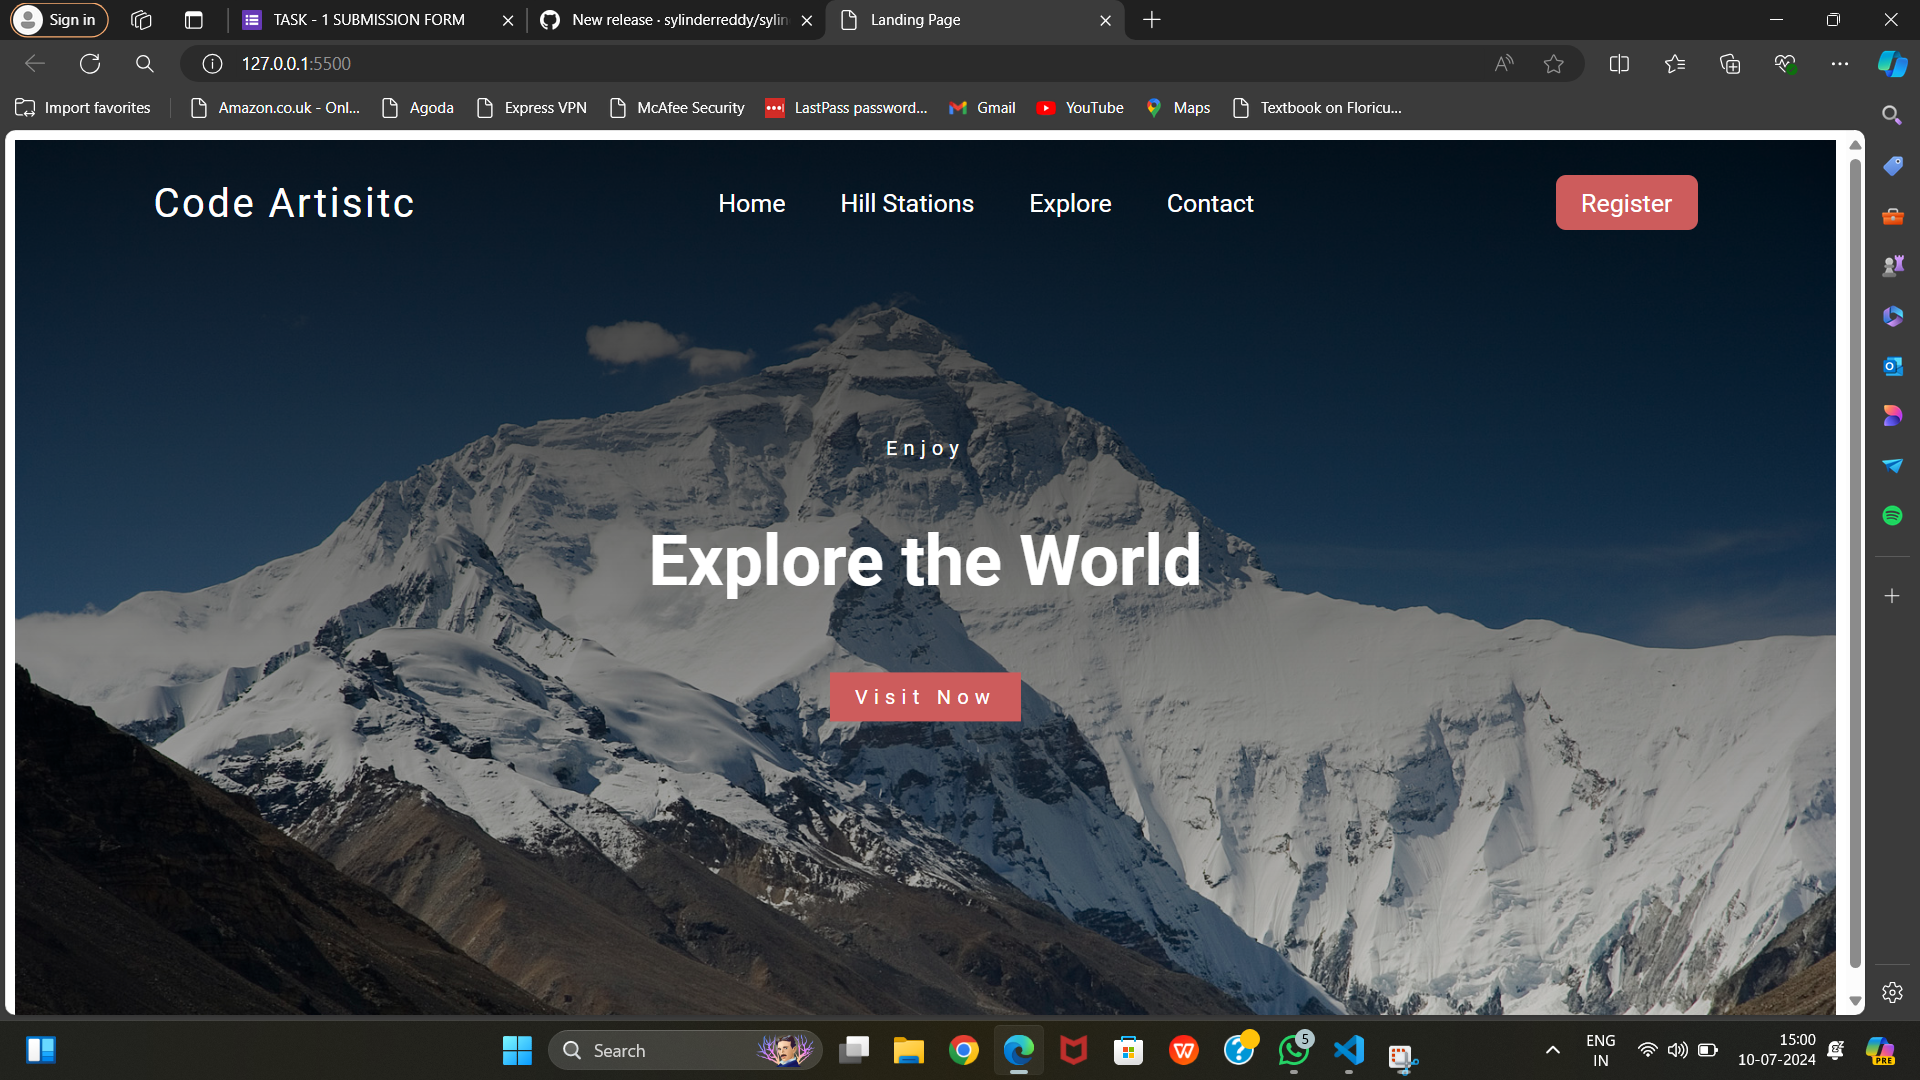 Sign in
TASK - 1 SUBMISSION FORM
New release · sylinderreddy/sylin
Landing Page
127.0.0.1:5500
Import favorites
Amazon.co.uk - Onl...
Agoda
Express VPN
McAfee Security
LastPass password...
Gmail
YouTube
Maps
Textbook on Floricu...
Code Artisitc
Home
Hill Stations
Explore
Contact
Register
Enjoy
Explore the World
Visit Now
Search
5
ENG
IN
15:00
10-07-2024
PRE